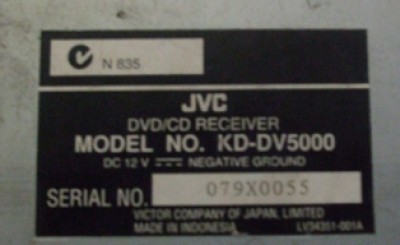 N 835
JVC
DVD/CD RECEIVER
MODEL NO. KD-DV5000
DC 12 V ⎓ NEGATIVE GROUND
SERIAL NO. 079X0055
VICTOR COMPANY OF JAPAN, LIMITED
MADE IN INDONESIA LV34351-001A